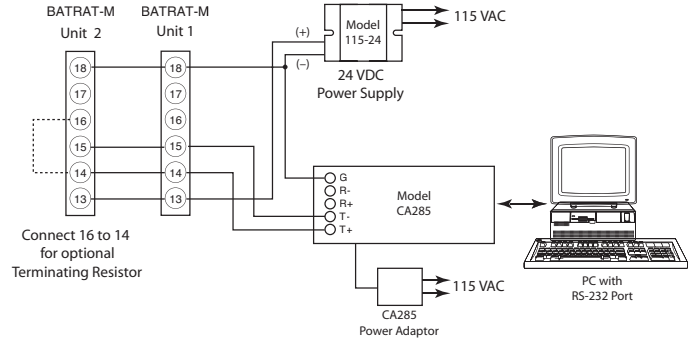 BATRAT-M
Unit 2
BATRAT-M
Unit 1
Model
115-24
115 VAC
(+)
(–)
24 VDC
Power Supply
18
17
16
15
14
13
18
17
16
15
14
13
G
R-
R+
T-
T+
Model
CA285
Connect 16 to 14
for optional
Terminating Resistor
115 VAC
CA285
Power Adaptor
PC with
RS-232 Port